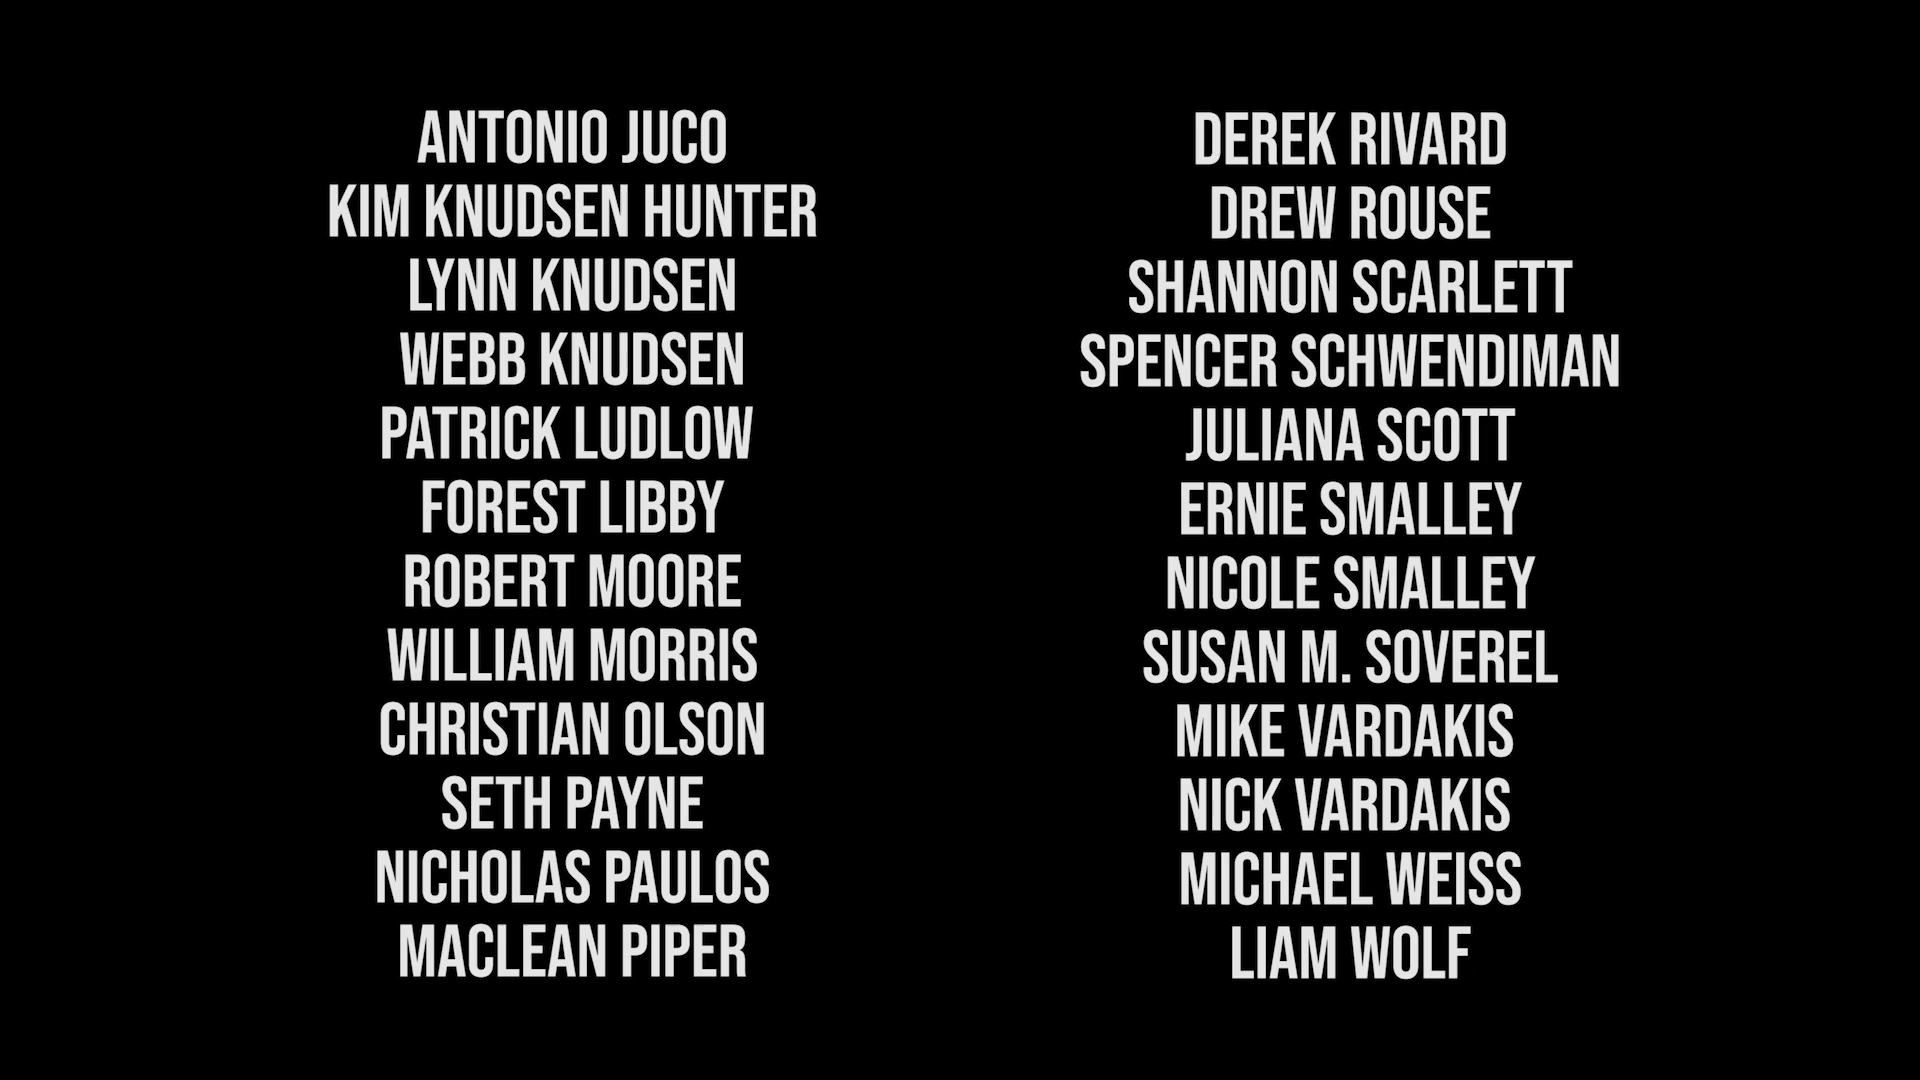 ANTONIO JUCO
KIM KNUDSEN HUNTER
LYNN KNUDSEN
WEBB KNUDSEN
PATRICK LUDLOW
FOREST LIBBY
ROBERT MOORE
WILLIAM MORRIS
CHRISTIAN OLSON
SETH PAYNE
NICHOLAS PAULOS
MACLEAN PIPER
DEREK RIVARD
DREW ROUSE
SHANNON SCARLETT
SPENCER SCHWENDIMAN
JULIANA SCOTT
ERNIE SMALLEY
NICOLE SMALLEY
SUSAN M. SOVEREL
MIKE VARDAKIS
NICK VARDAKIS
MICHAEL WEISS
LIAM WOLF